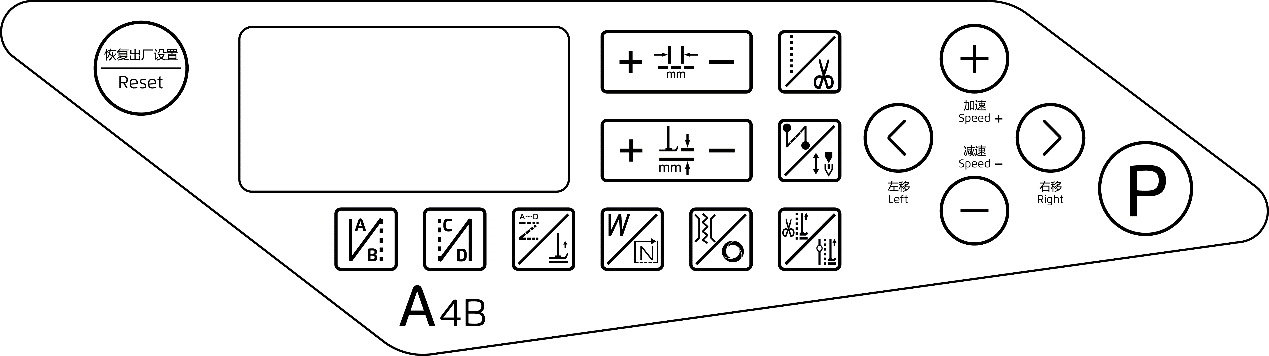 恢复出厂设置
Reset
+ mm −
+ mm −
加速
Speed +
减速
Speed −
左移
Left
右移
Right
P
A B
C D
A—D
W N
A4B